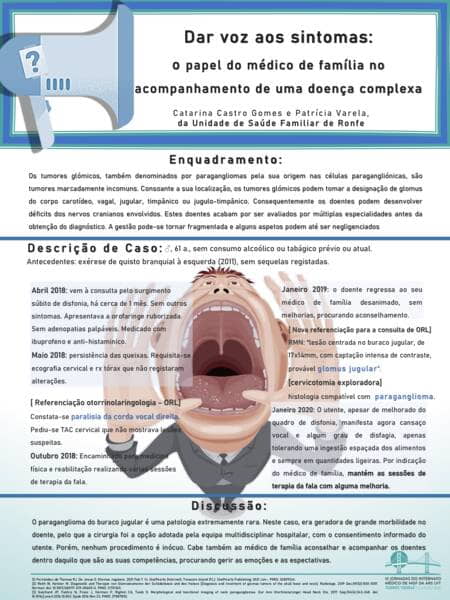 ?
Dar voz aos sintomas:
o papel do médico de família no
acompanhamento de uma doença complexa
Catarina Castro Gomes e Patrícia Varela,
da Unidade de Saúde Familiar de Ronfe
Enquadramento:
Os tumores glómicos, também denominados por paragangliomas pela sua origem nas células paraganglió­nicas, são
tumores marcadamente incomuns. Consoante a sua localização, os tumores glómicos podem tomar a designação de glomus
do corpo carotídeo, vagal, jugular, timpânico ou jugulo-timpânico. Consequentemente os doentes podem desenvolver
déficits dos nervos cranianos envolvidos. Estes doentes acabam por ser avaliados por múltiplas especialidades antes da
obtenção do diagnóstico. A gestão pode-se tornar fragmentada e alguns aspetos podem até ser negligenciados
Descrição de Caso: ♂, 61 a., sem consumo alcoólico ou tabágico prévio ou atual.
Antecedentes: exérese de quisto branquial à esquerda (2011), sem sequelas registadas.
Abril 2018: vem à consulta pelo surgimento
súbito de disfonia, há cerca de 1 mês. Sem outros
sintomas. Apresentava a orofaringe ruborizada.
Sem adenopatias palpáveis. Medicado com
ibuprofeno e anti-histamínico.
Maio 2018: persistência das queixas. Requisita-se
ecografia cervical e rx tórax que não registaram
alterações.
[ Referenciação otorrinolaringologia – ORL]
Constata-se paralisia da corda vocal direita.
Pediu-se TAC cervical que não mostrava lesões
suspeitas.
Outubro 2018: Encaminhado para medicina
física e reabilitação realizando várias sessões
de terapia da fala.
Janeiro 2019: o doente regressa ao seu
médico de família desanimado, sem
melhorias, procurando aconselhamento.
[ Nova referenciação para a consulta de ORL]
RMN: "lesão centrada no buraco jugular, de
17x14mm, com captação intensa de contraste,
provável glomus jugular".
[cervicotomia exploradora]
histologia compatível com paraganglioma.
Janeiro 2020: O utente, apesar de melhorado do
quadro de disfonia, manifesta agora cansaço
vocal e algum grau de disfagia, apenas
tolerando uma ingestão espaçada dos alimentos
e sempre em quantidades ligeiras. Por indicação
do médico de família, mantém as sessões de
terapia da fala com alguma melhoria.
Discussão:
O paraganglioma do buraco jugular é uma patologia extremamente rara. Neste caso, era geradora de grande morbilidade no
doente, pelo que a cirurgia foi a opção adotada pela equipa multidisciplinar hospitalar, com o consentimento informado do
utente. Porém, nenhum procedimento é inócuo. Cabe também ao médico de família aconselhar e acompanhar os doentes
dentro daquilo que são as suas competências, procurando gerir as emoções e as espectativas.